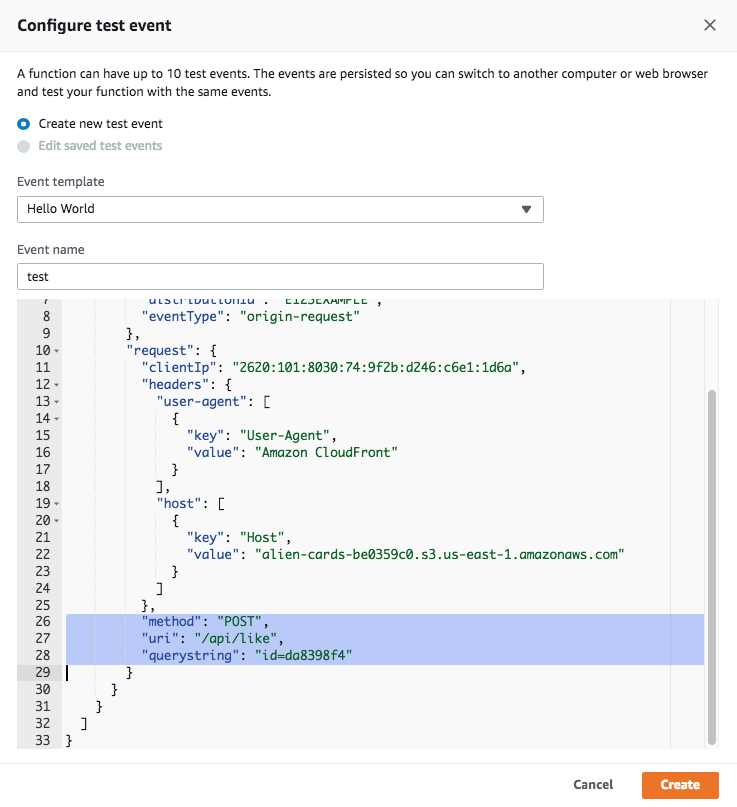 Configure test event
A function can have up to 10 test events. The events are persisted so you can switch to another computer or web browser
and test your function with the same events.
Create new test event
Edit saved test events
Event template
Hello World
Event name
test
7 "distributionId": "EIZ3EXAMPLE",
8 "eventType": "origin-request"
9 },
10 "request": {
11 "clientIp": "2620:101:8030:74:9f2b:d246:c6e1:1d6a",
12 "headers": {
13 "user-agent": [
14 {
15 "key": "User-Agent",
16 "value": "Amazon CloudFront"
17 }
18 ],
19 "host": [
20 {
21 "key": "Host",
22 "value": "alien-cards-be0359c0.s3.us-east-1.amazonaws.com"
23 }
24 ]
25 },
26 "method": "POST",
27 "uri": "/api/like",
28 "querystring": "id=da8398f4"
29 }
30 }
31 }
32 ]
33 }
Cancel
Create